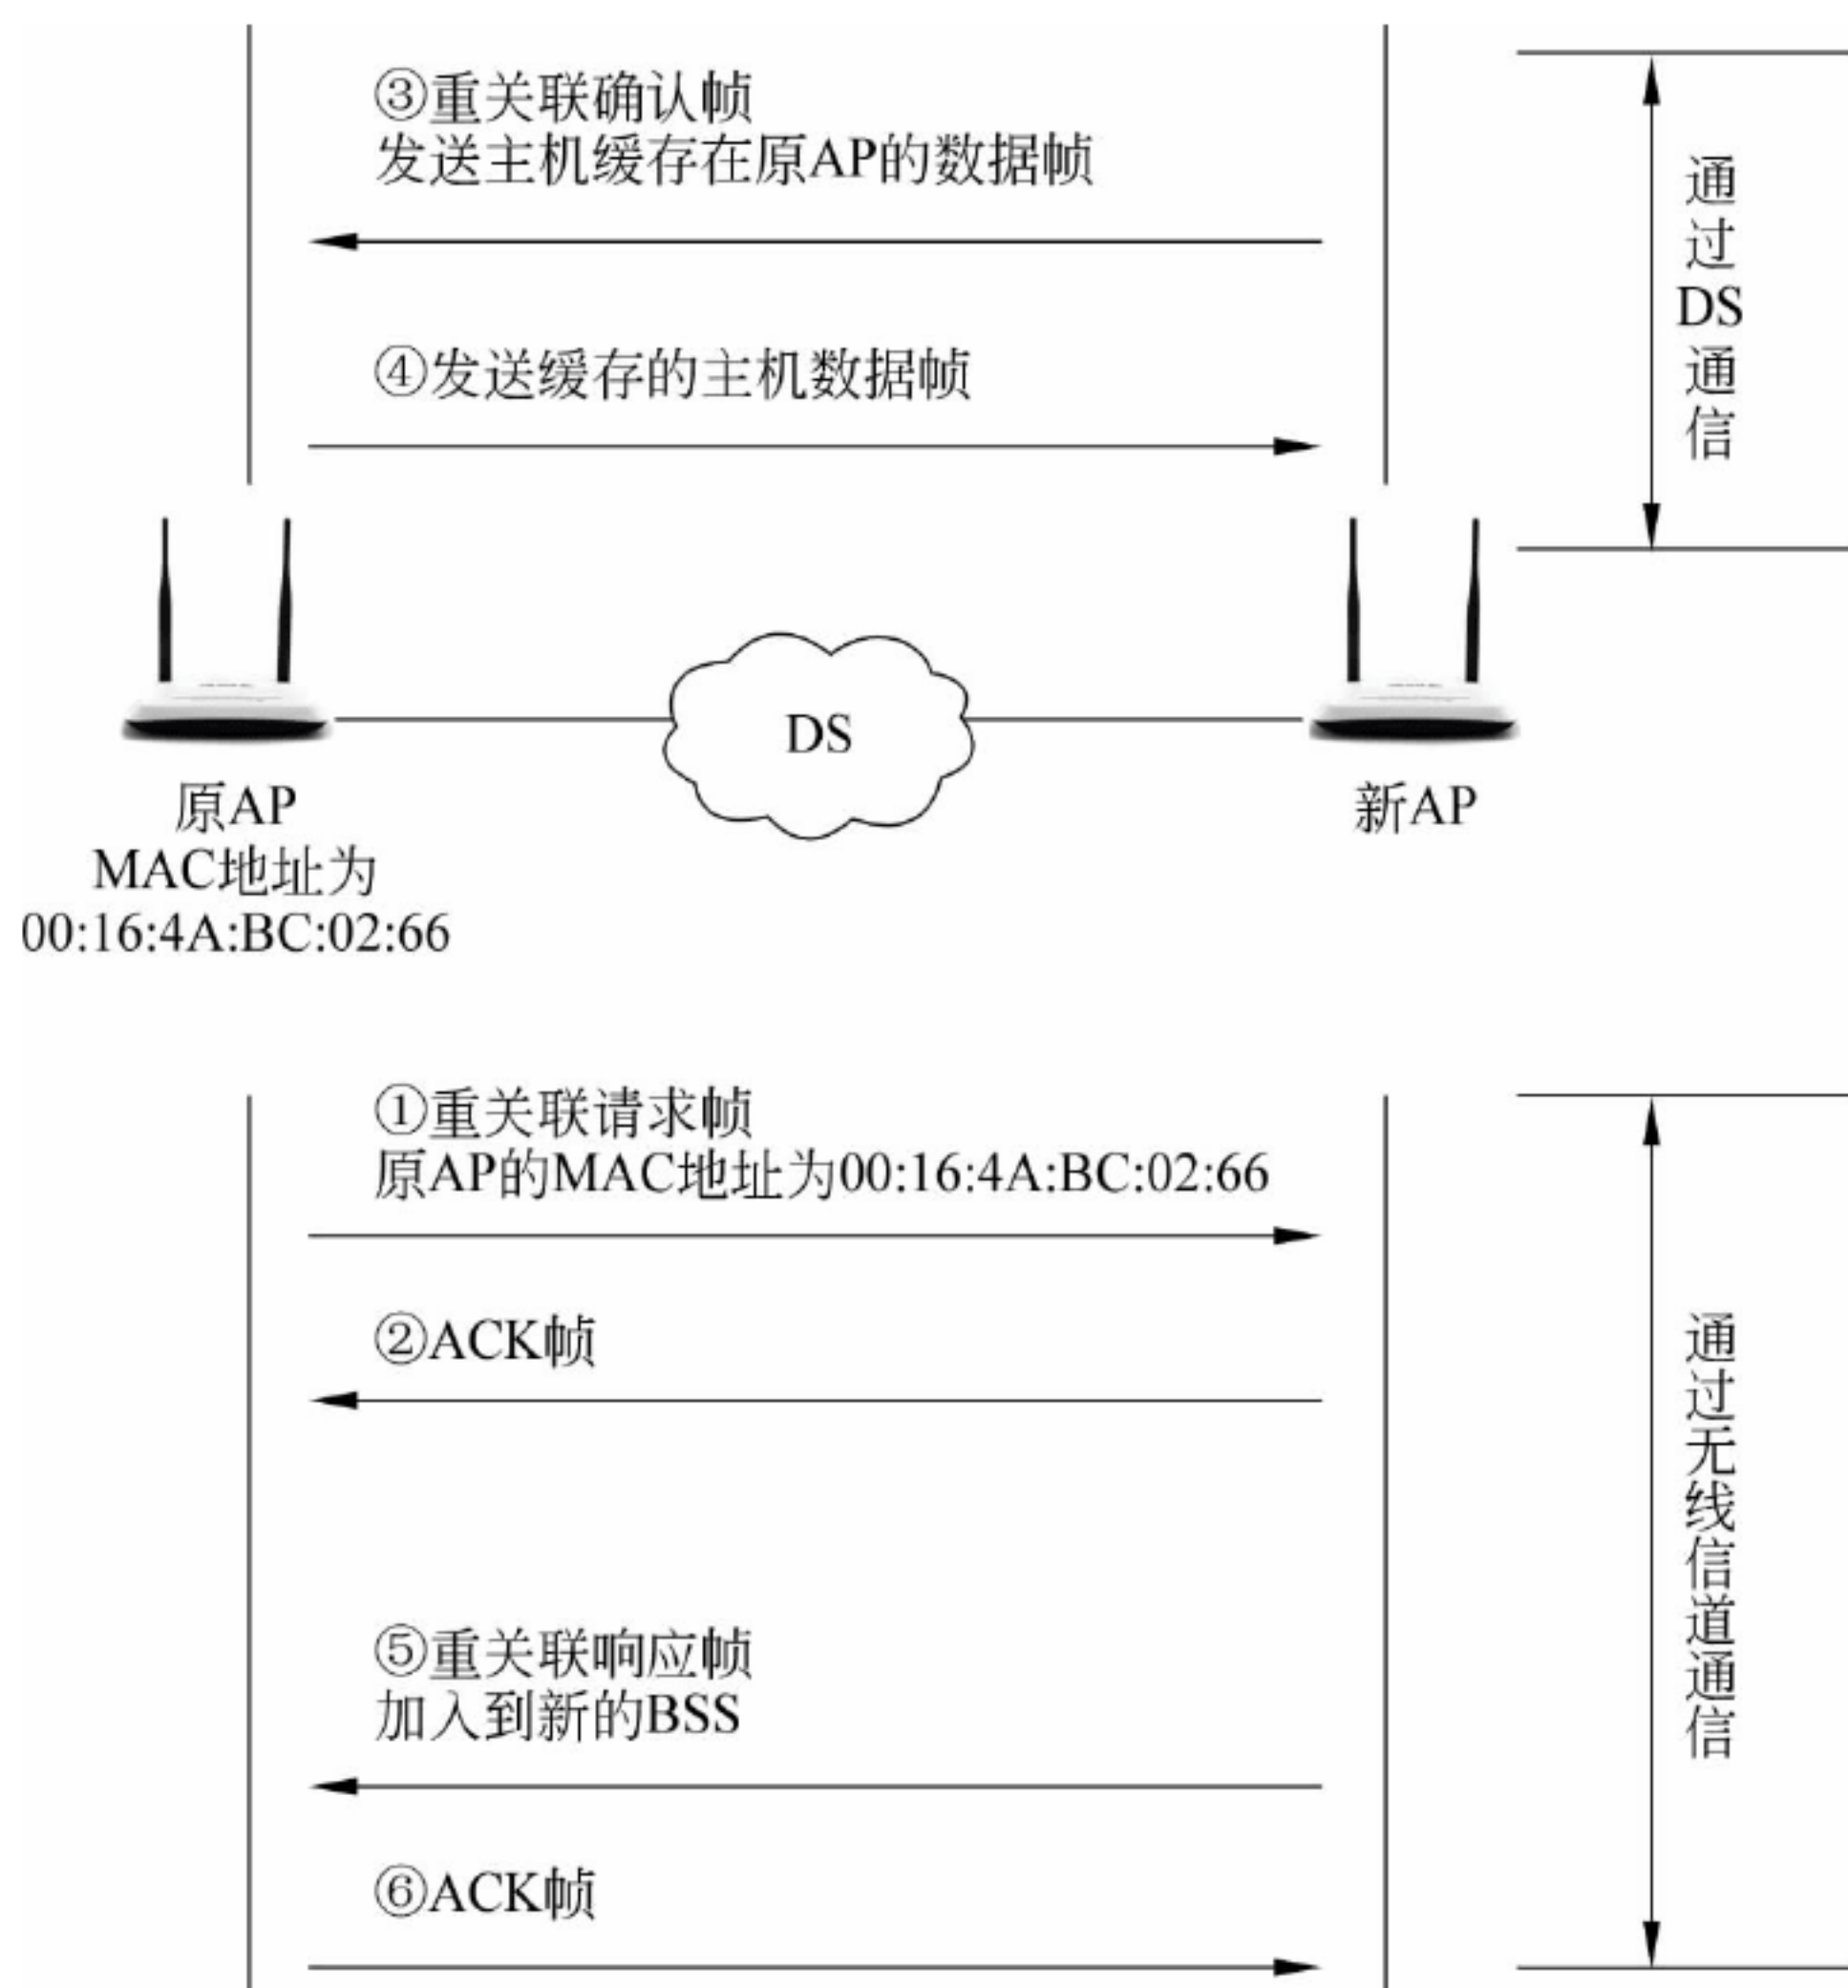 ③重关联确认帧
发送主机缓存在原AP的数据帧
④发送缓存的主机数据帧
通过DS通信
DS
原AP
MAC地址为
00:16:4A:BC:02:66
新AP
①重关联请求帧
原AP的MAC地址为00:16:4A:BC:02:66
②ACK帧
⑤重关联响应帧
加入到新的BSS
⑥ACK帧
通过无线信道通信